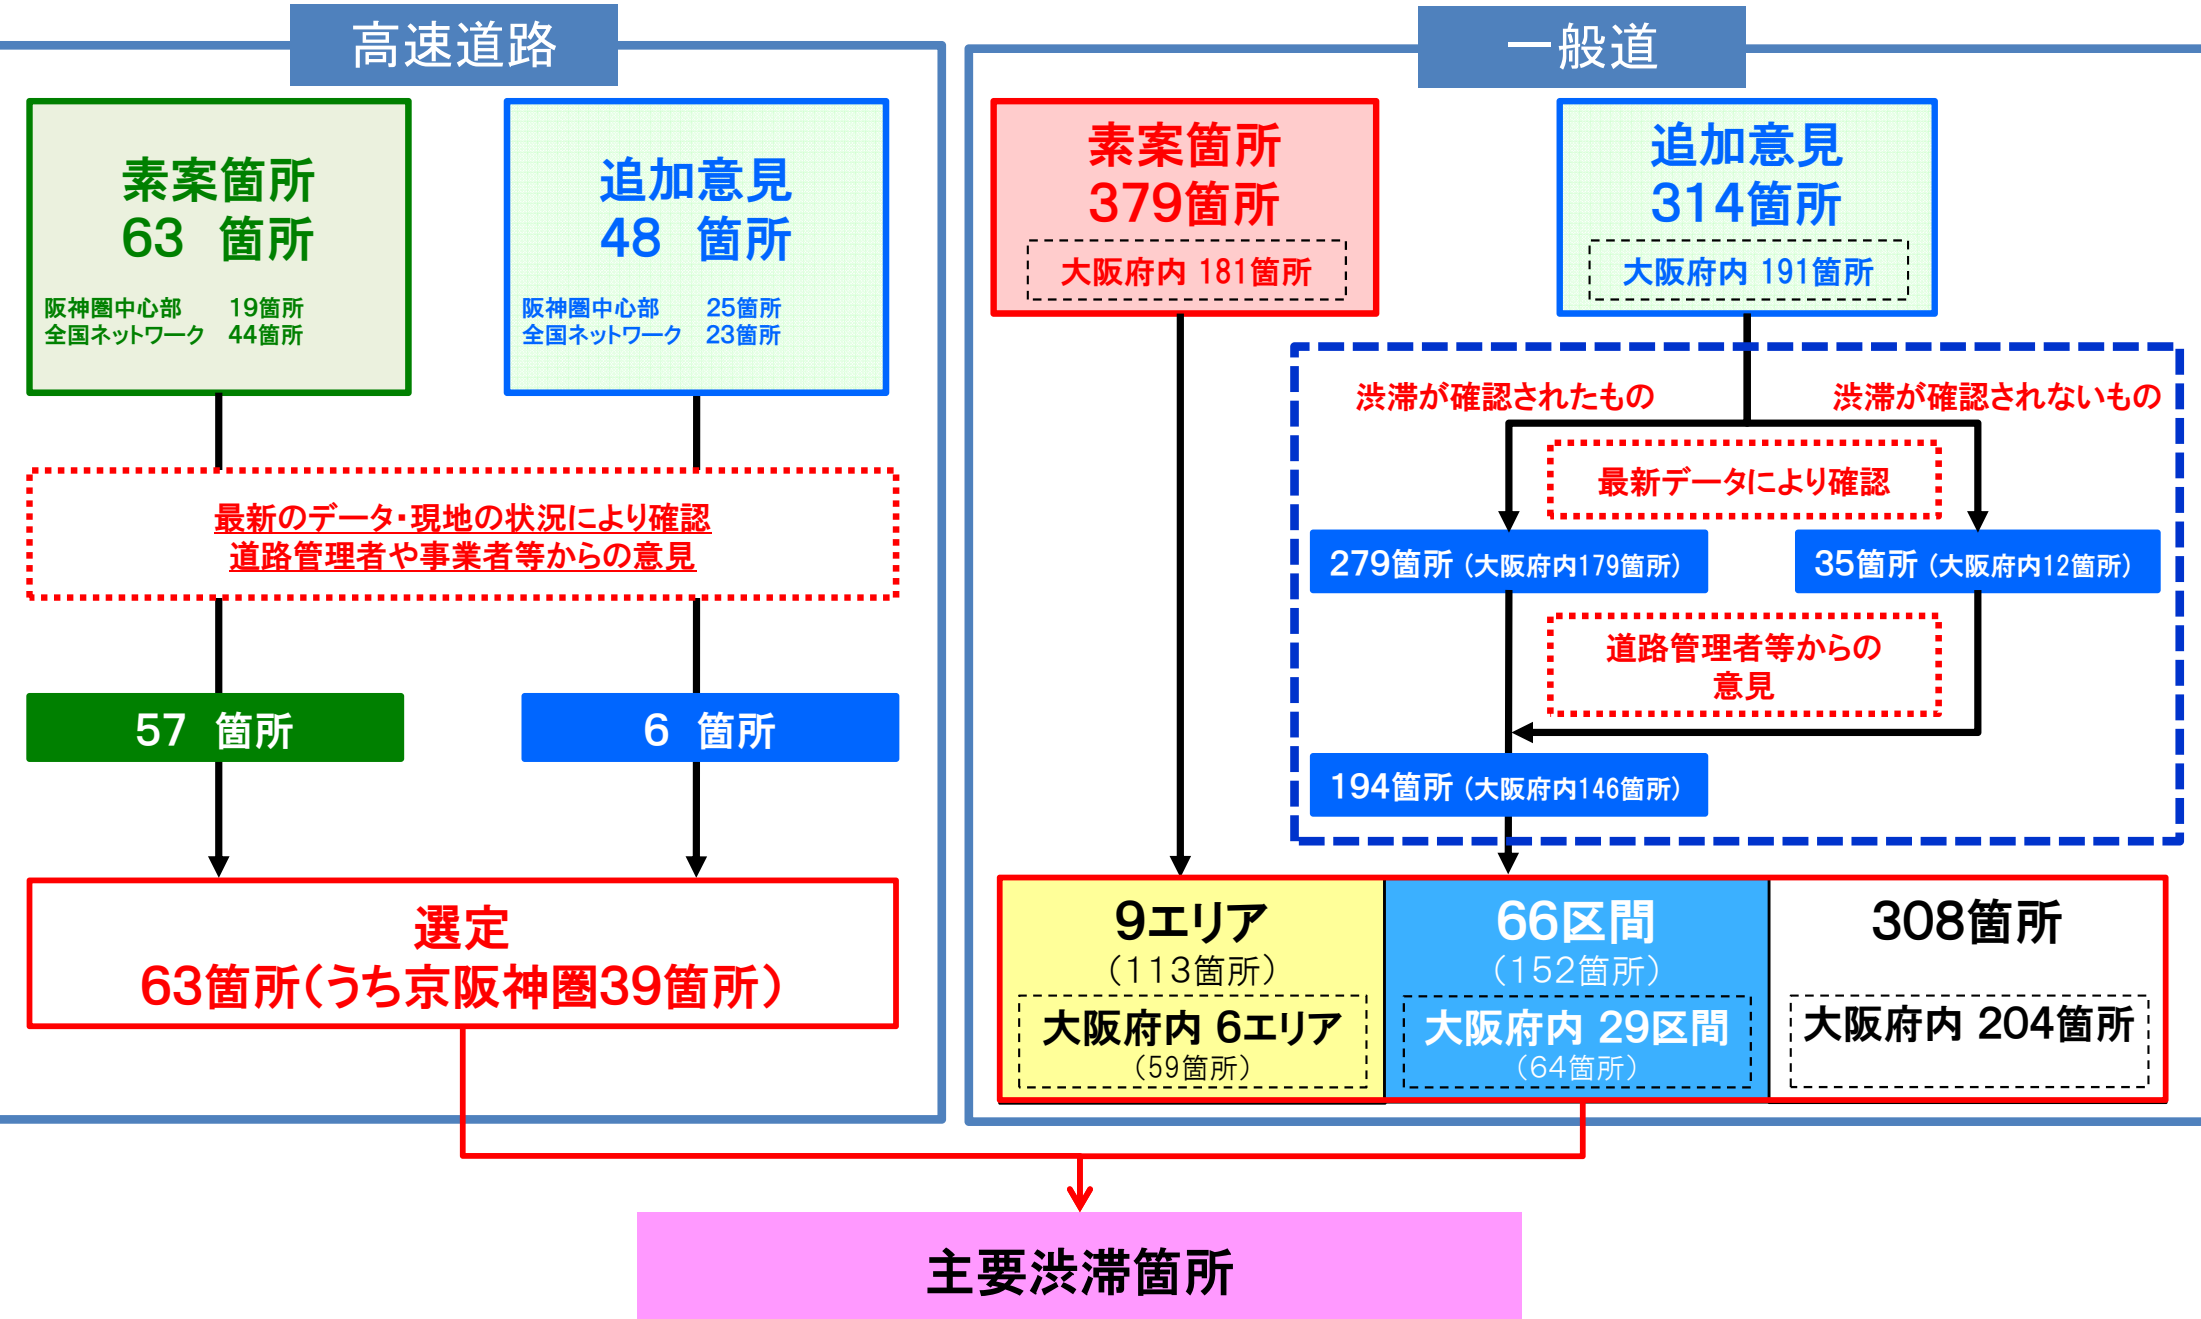 高速道路
素案箇所
63　箇所
阪神圏中心部　19箇所
全国ネットワーク　44箇所
追加意見
48　箇所
阪神圏中心部　25箇所
全国ネットワーク　23箇所
最新のデータ・現地の状況により確認
道路管理者や事業者等からの意見
57　箇所
6　箇所
選定
63箇所（うち京阪神圏39箇所）
一般道
素案箇所
379箇所
大阪府内 181箇所
追加意見
314箇所
大阪府内 191箇所
渋滞が確認されたもの
渋滞が確認されないもの
最新データにより確認
279箇所（大阪府内179箇所）
35箇所（大阪府内12箇所）
道路管理者等からの
意見
194箇所（大阪府内146箇所）
9エリア
（113箇所）
大阪府内 6エリア
（59箇所）
66区間
（152箇所）
大阪府内 29区間
（64箇所）
308箇所
大阪府内 204箇所
主要渋滞箇所